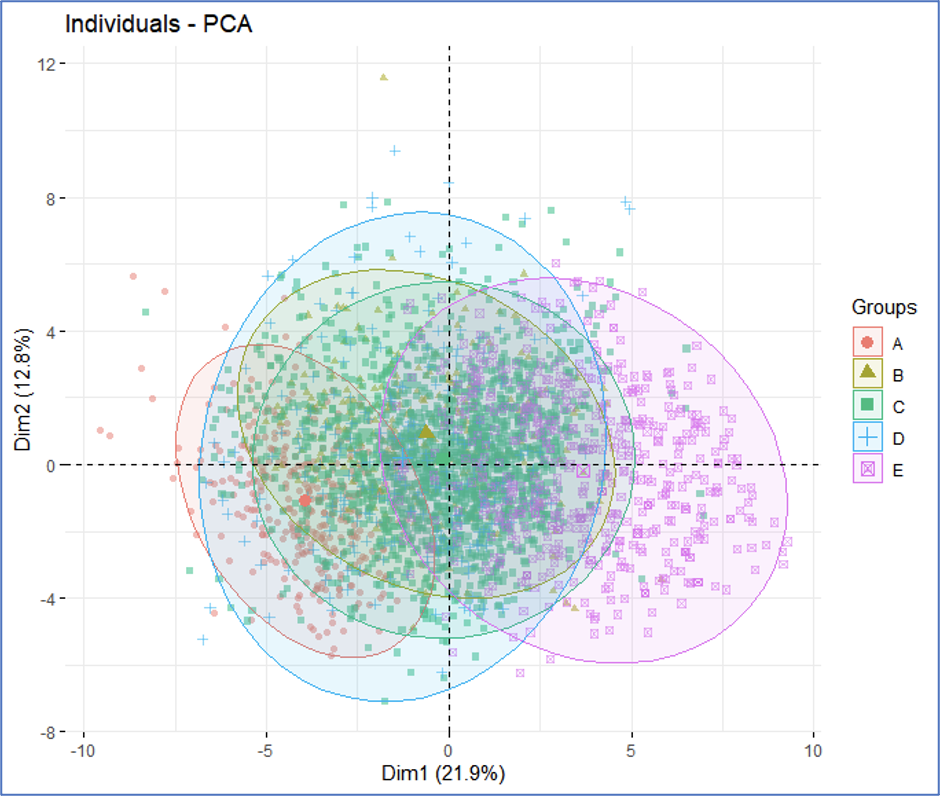 Individuals - PCA
12
8
4
0
-4
-8
Dim2 (12.8%)
-10
-5
0
5
10
Dim1 (21.9%)
Groups
A
B
C
D
E